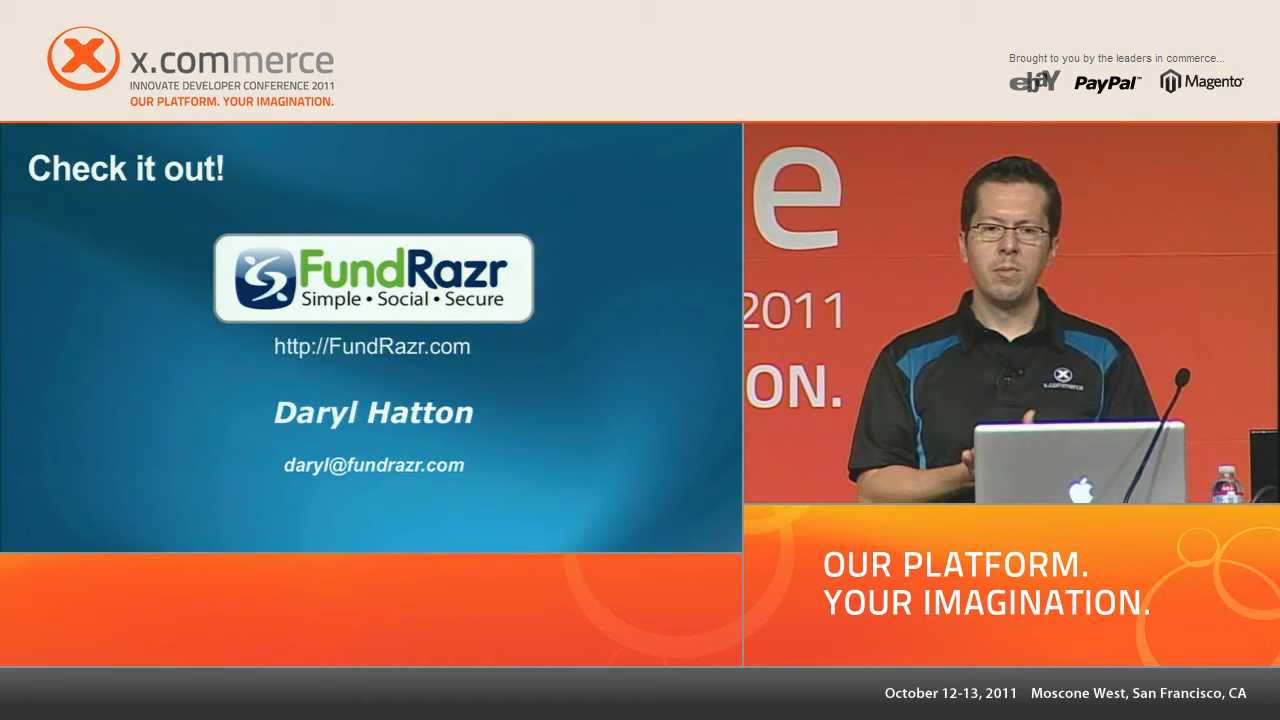 x.commerce
INNOVATE DEVELOPER CONFERENCE 2011
OUR PLATFORM. YOUR IMAGINATION.
Brought to you by the leaders in commerce...
ebaY
PayPal™
Magento®
Check it out!
FundRazr
Simple • Social • Secure
http://FundRazr.com
Daryl Hatton
daryl@fundrazr.com
e
2011
ON.
x.commerce
OUR PLATFORM.
YOUR IMAGINATION.
October 12-13, 2011 Moscone West, San Francisco, CA